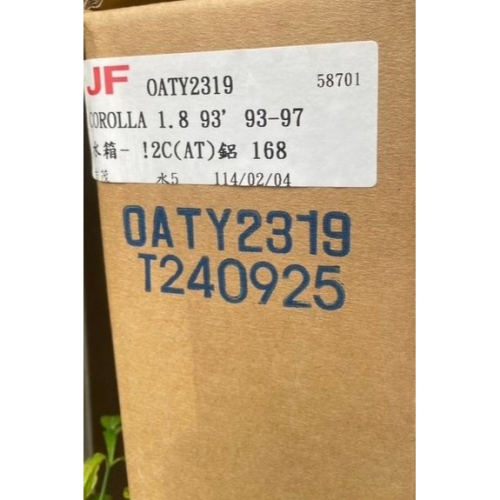 JF OATY2319 58701
COROLLA 1.8 93' 93-97
水箱- !2C(AT)鋁 168
水5 114/02/04
OATY2319
T240925